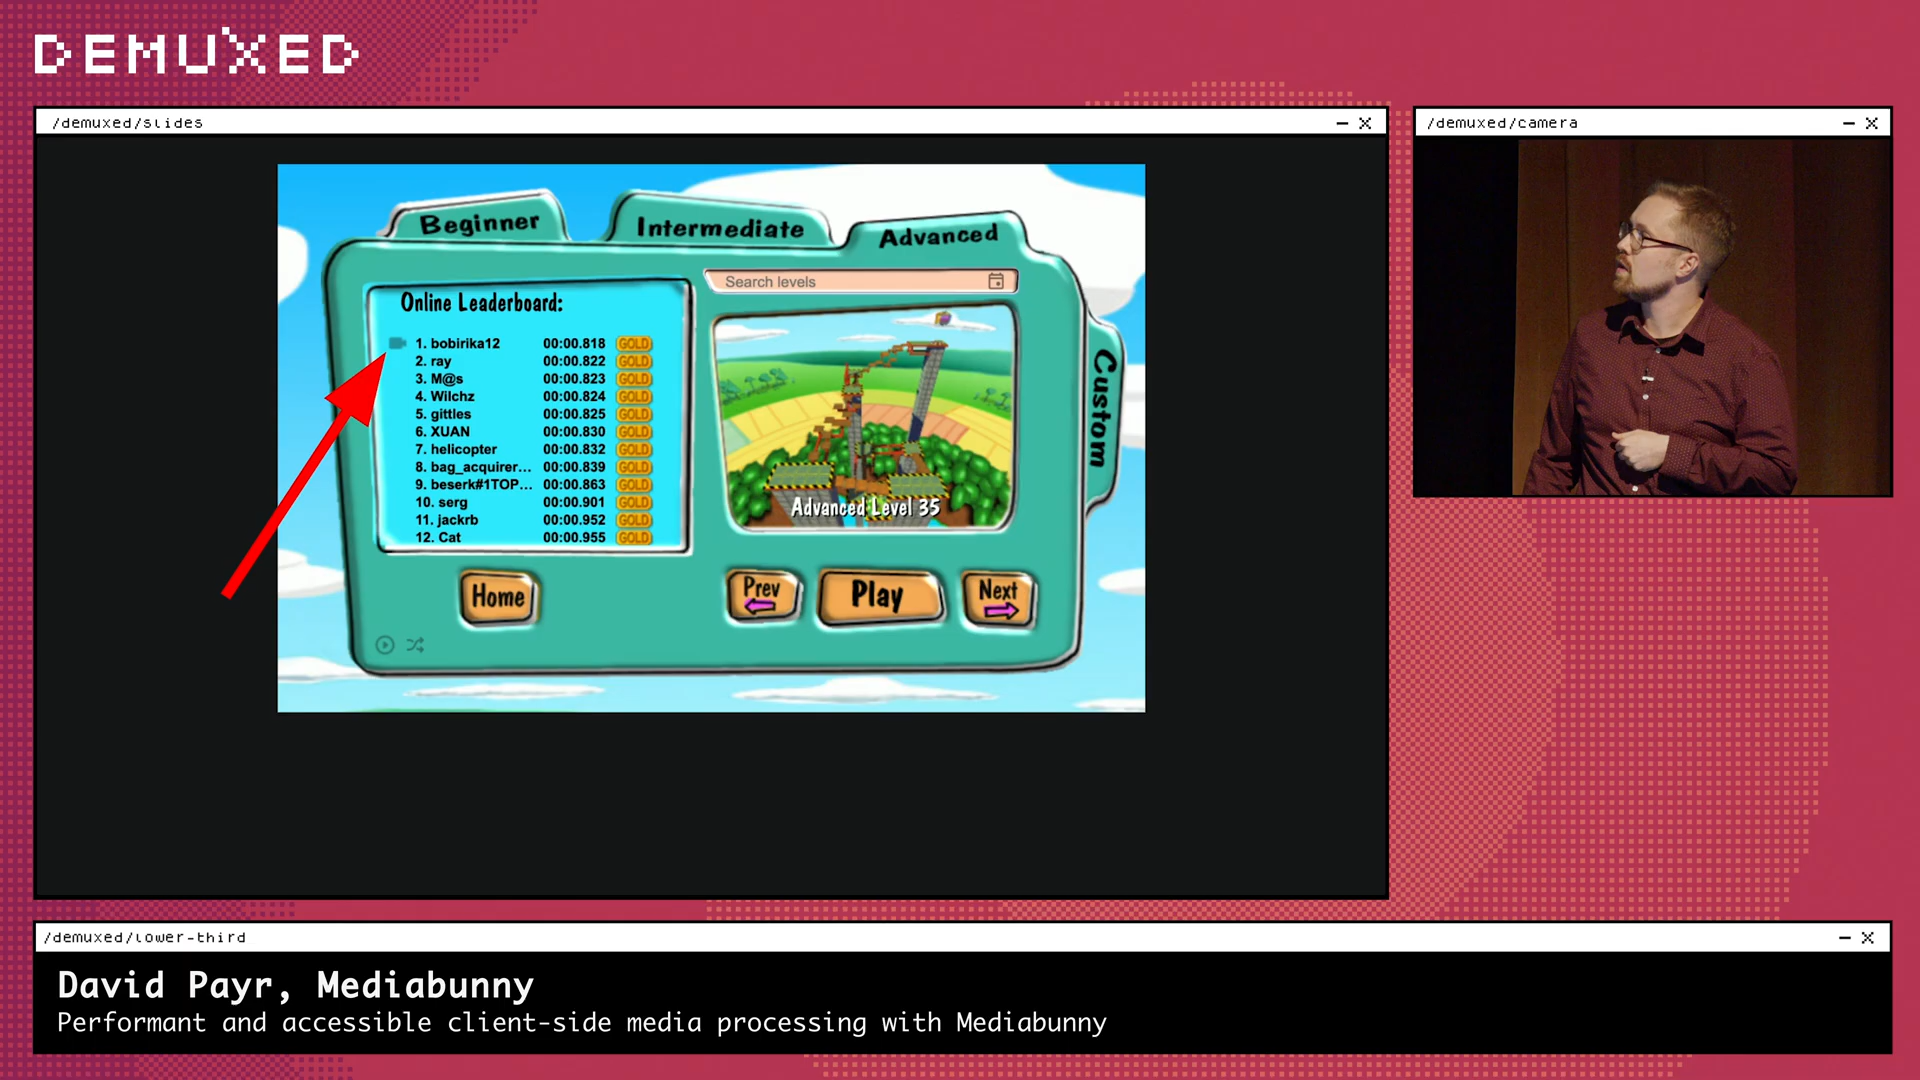 DEMUXED
/demuxed/slides
/demuxed/camera
Beginner
Intermediate
Advanced
Custom
Search levels
Online Leaderboard:
1. bobirika12 00:00.818 GOLD
2. ray 00:00.822 GOLD
3. M@s 00:00.823 GOLD
4. Wilchz 00:00.824 GOLD
5. gittles 00:00.825 GOLD
6. XUAN 00:00.830 GOLD
7. helicopter 00:00.832 GOLD
8. bag_acquirer... 00:00.839 GOLD
9. beserk#1TOP... 00:00.863 GOLD
10. serg 00:00.901 GOLD
11. jackrb 00:00.952 GOLD
12. Cat 00:00.955 GOLD
Advanced Level 35
Home
Prev
Play
Next
/demuxed/lower-third
David Payr, Mediabunny
Performant and accessible client-side media processing with Mediabunny